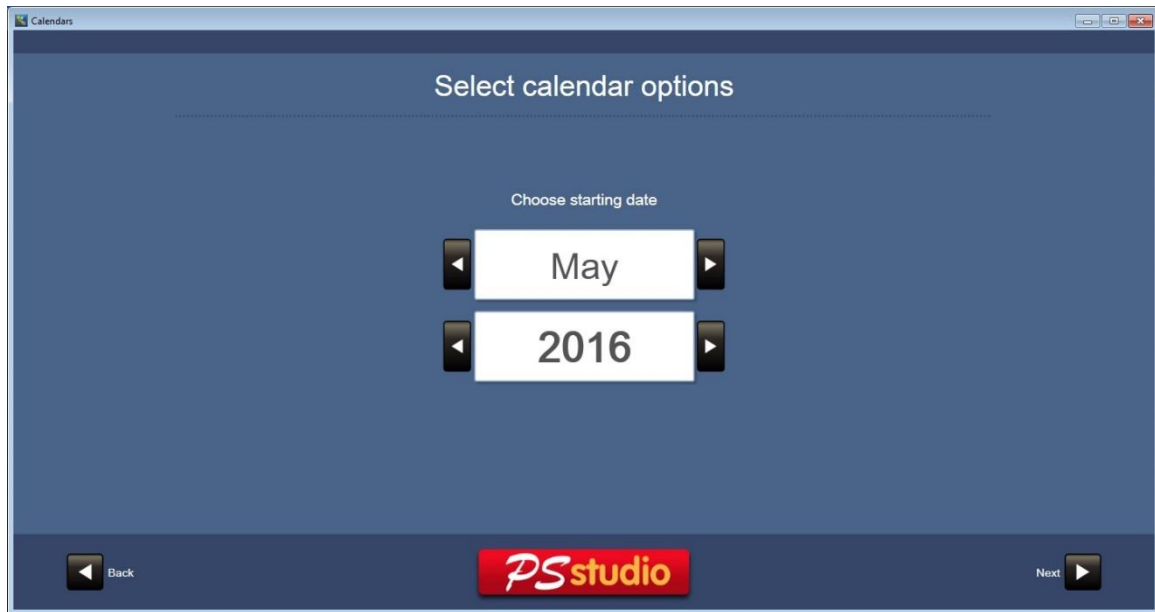 Calendars
Select calendar options
Choose starting date
May
2016
Back
PSstudio
Next